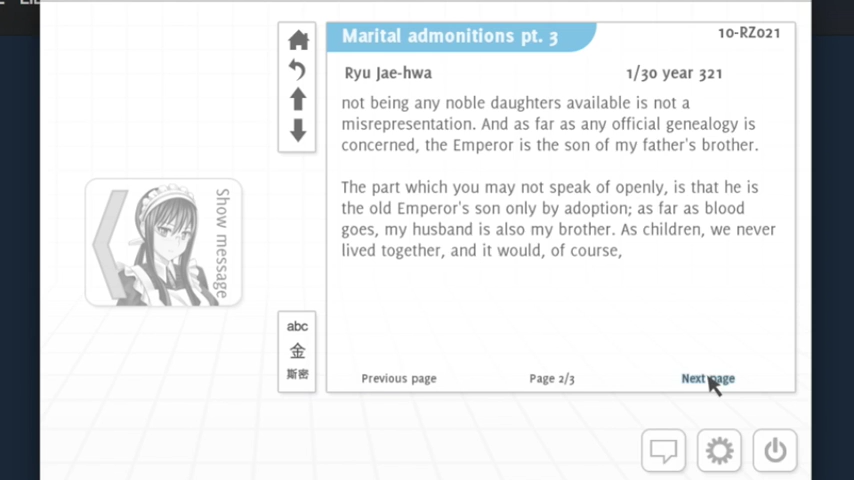 Marital admonitions pt. 3
10-RZ021
Ryu Jae-hwa
1/30 year 321
not being any noble daughters available is not a
misrepresentation. And as far as any official genealogy is
concerned, the Emperor is the son of my father's brother.
The part which you may not speak of openly, is that he is
the old Emperor's son only by adoption; as far as blood
goes, my husband is also my brother. As children, we never
lived together, and it would, of course,
Show message
abc
金
斯密
Previous page
Page 2/3
Next page